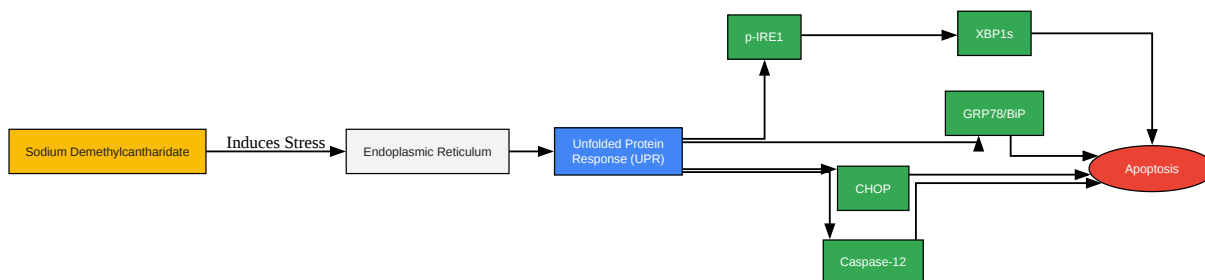 Sodium Demethylcantharidate
Induces Stress
Endoplasmic Reticulum
Unfolded Protein
Response (UPR)
p-IRE1
XBP1s
GRP78/BiP
CHOP
Caspase-12
Apoptosis